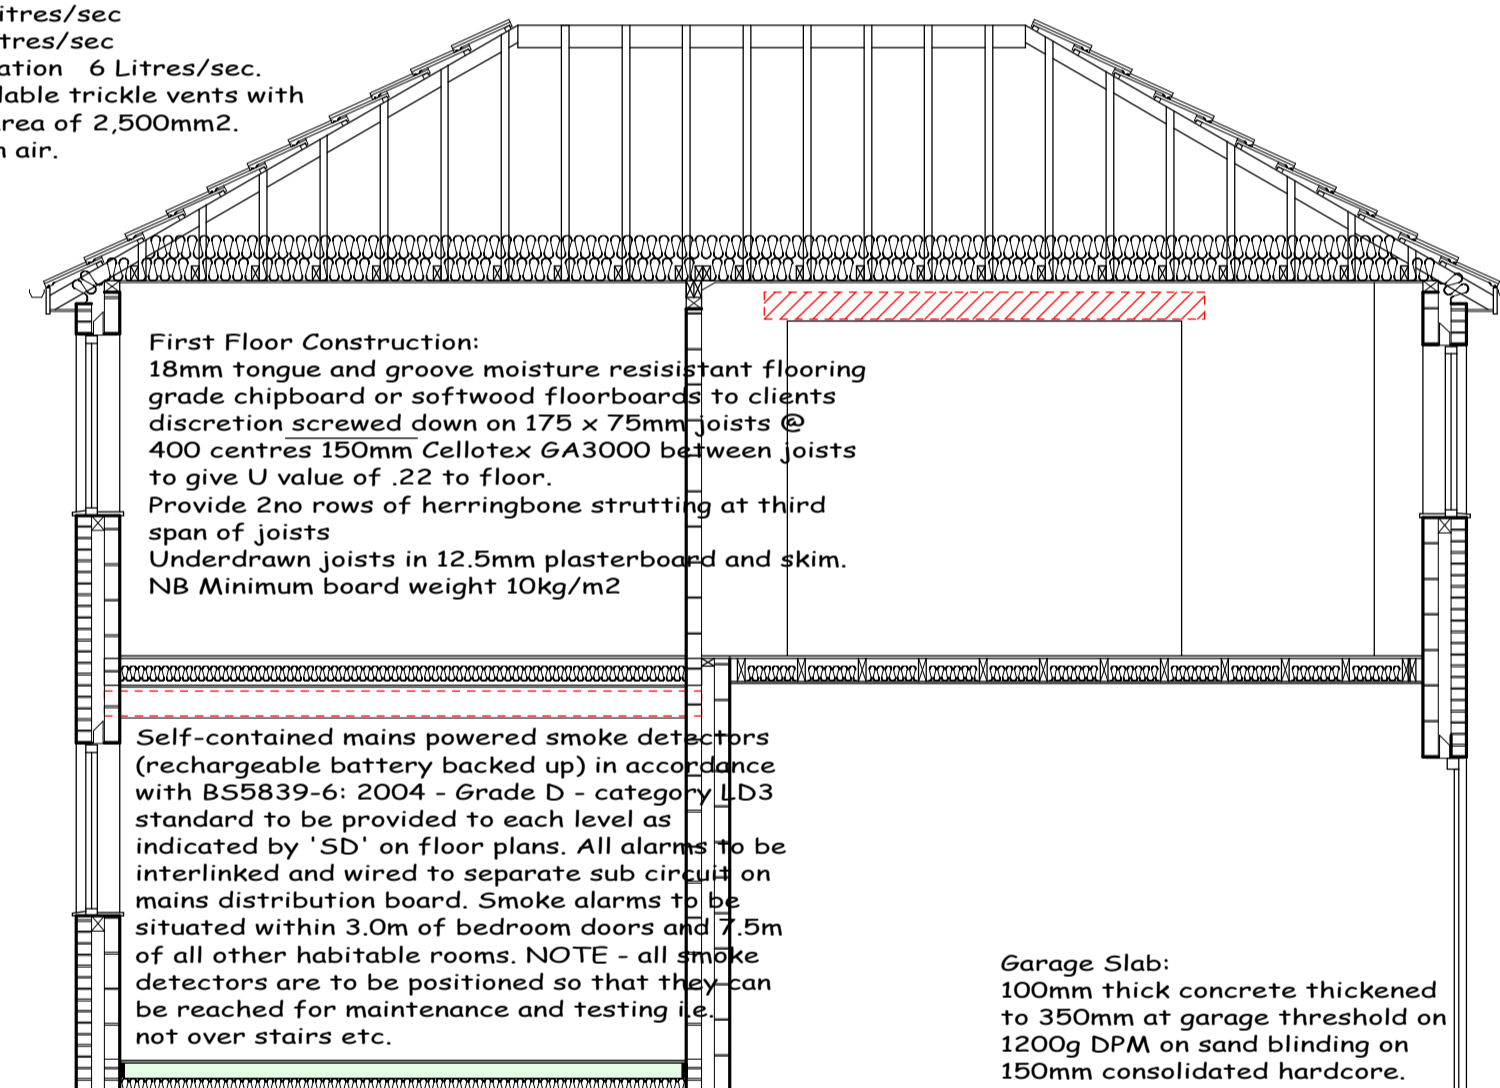 itres/sec
tres/sec
ation 6 Litres/sec.
lable trickle vents with
rea of 2,500mm2.
n air.
First Floor Construction:
18mm tongue and groove moisture resisistant flooring
grade chipboard or softwood floorboards to clients
discretion screwed down on 175 x 75mm joists @
400 centres 150mm Cellotex GA3000 between joists
to give U value of .22 to floor.
Provide 2no rows of herringbone strutting at third
span of joists
Underdrawn joists in 12.5mm plasterboard and skim.
NB Minimum board weight 10kg/m2
Self-contained mains powered smoke detectors
(rechargeable battery backed up) in accordance
with BS5839-6: 2004 - Grade D - category LD3
standard to be provided to each level as
indicated by 'SD' on floor plans. All alarms to be
interlinked and wired to separate sub circuit on
mains distribution board. Smoke alarms to be
situated within 3.0m of bedroom doors and 7.5m
of all other habitable rooms. NOTE - all smoke
detectors are to be positioned so that they can
be reached for maintenance and testing i.e.
not over stairs etc.
Garage Slab:
100mm thick concrete thickened
to 350mm at garage threshold on
1200g DPM on sand blinding on
150mm consolidated hardcore.